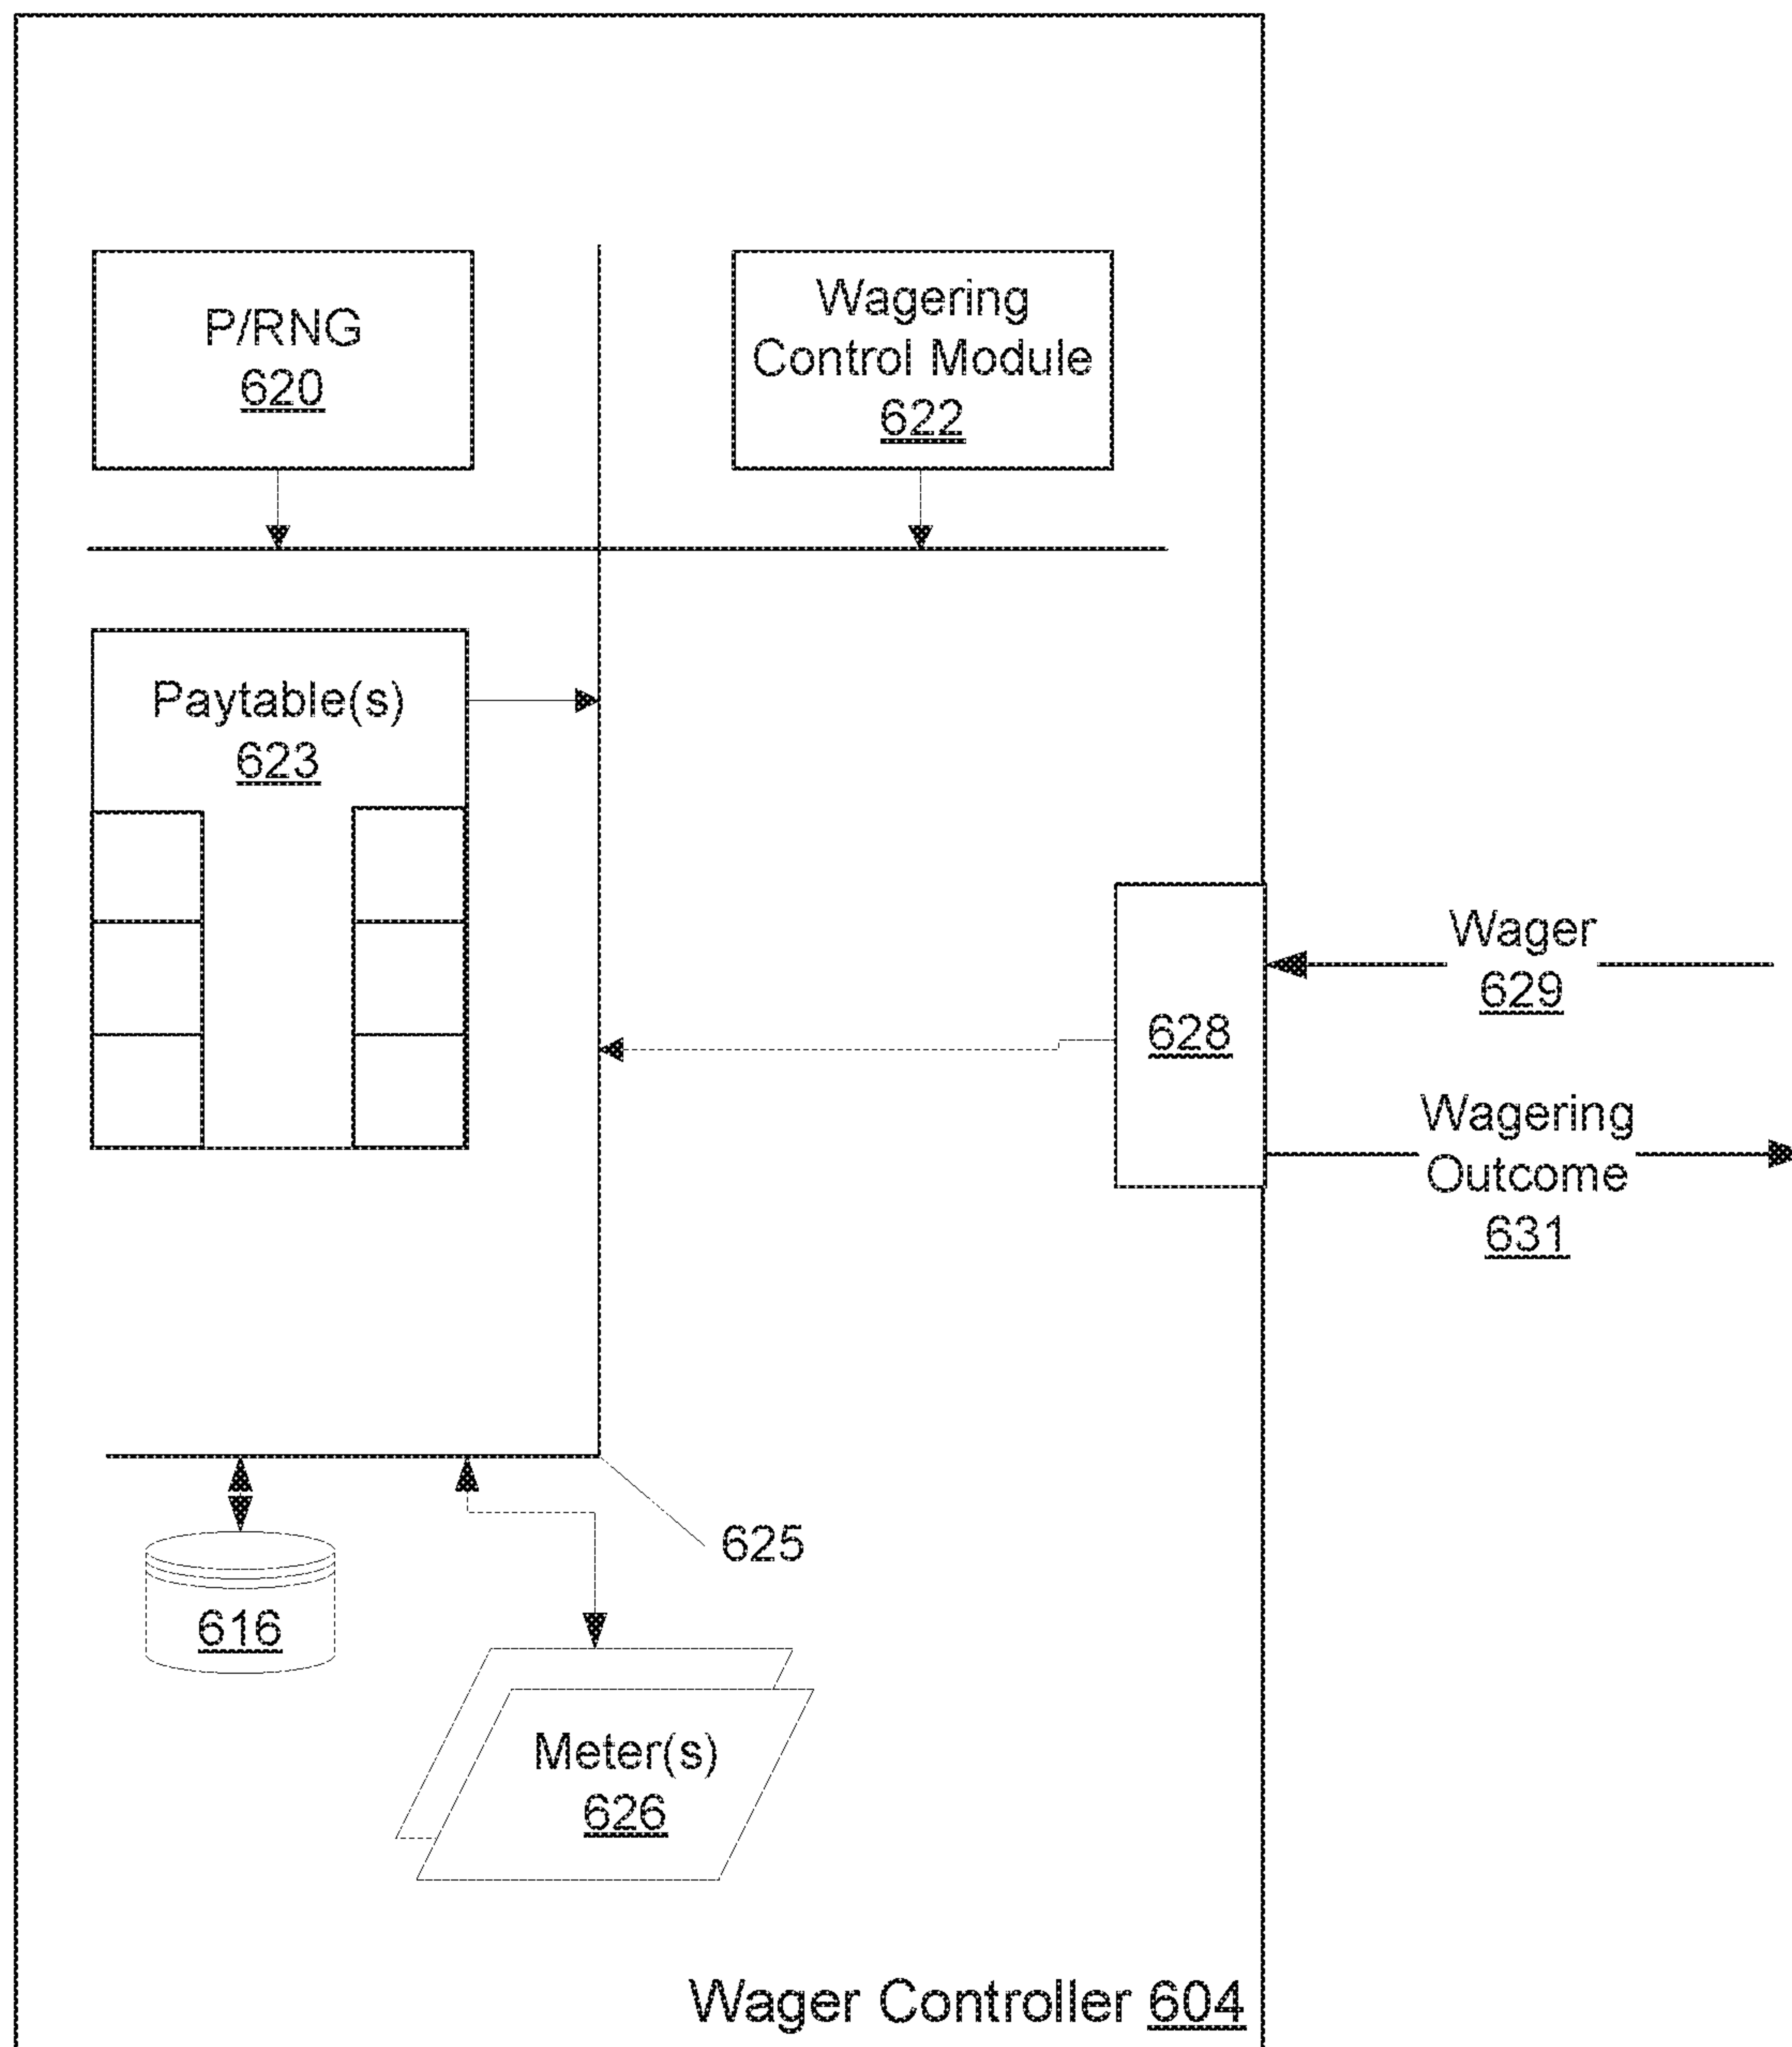 P/RNG
620
Wagering
Control Module
622
Paytable(s)
623
Wager
629
628
Wagering
Outcome
631
625
616
Meter(s)
626
Wager Controller 604